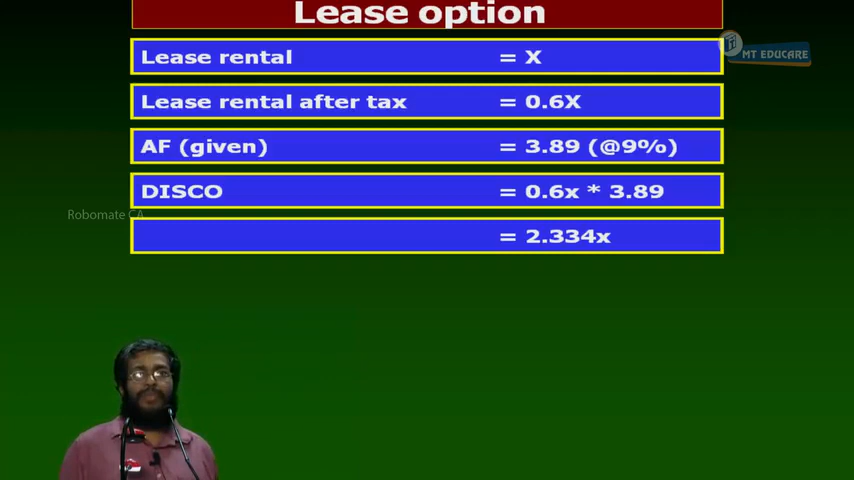 Lease option
MT EDUCARE
Lease rental = X
Lease rental after tax = 0.6X
AF (given) = 3.89 (@9%)
DISCO = 0.6x * 3.89
Robomate CA
= 2.334x